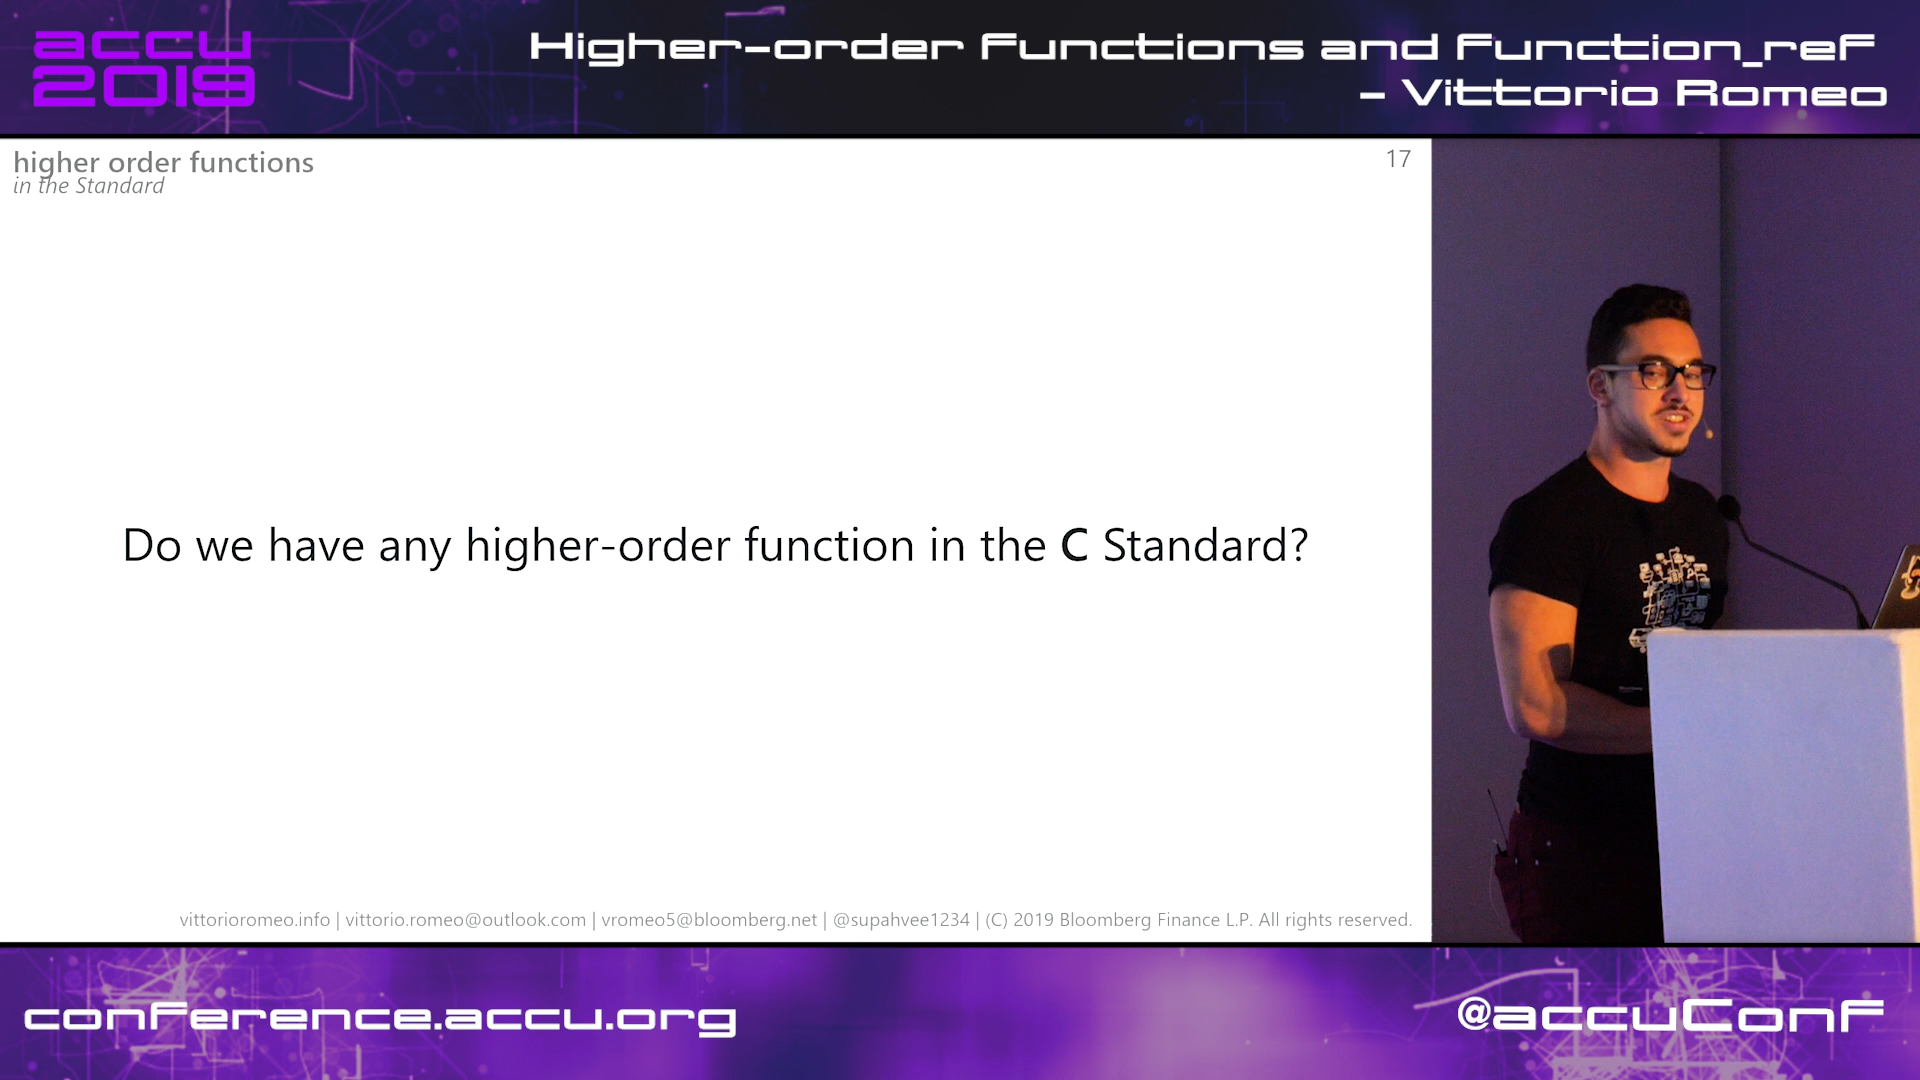 accu
2019
Higher-order Functions and Function_ref
- Vittorio Romeo
higher order functions
in the Standard
17
Do we have any higher-order function in the C Standard?
vittorioromeo.info | vittorio.romeo@outlook.com | vromeo5@bloomberg.net | @supahvee1234 | (C) 2019 Bloomberg Finance L.P. All rights reserved.
conference.accu.org
@accuConf